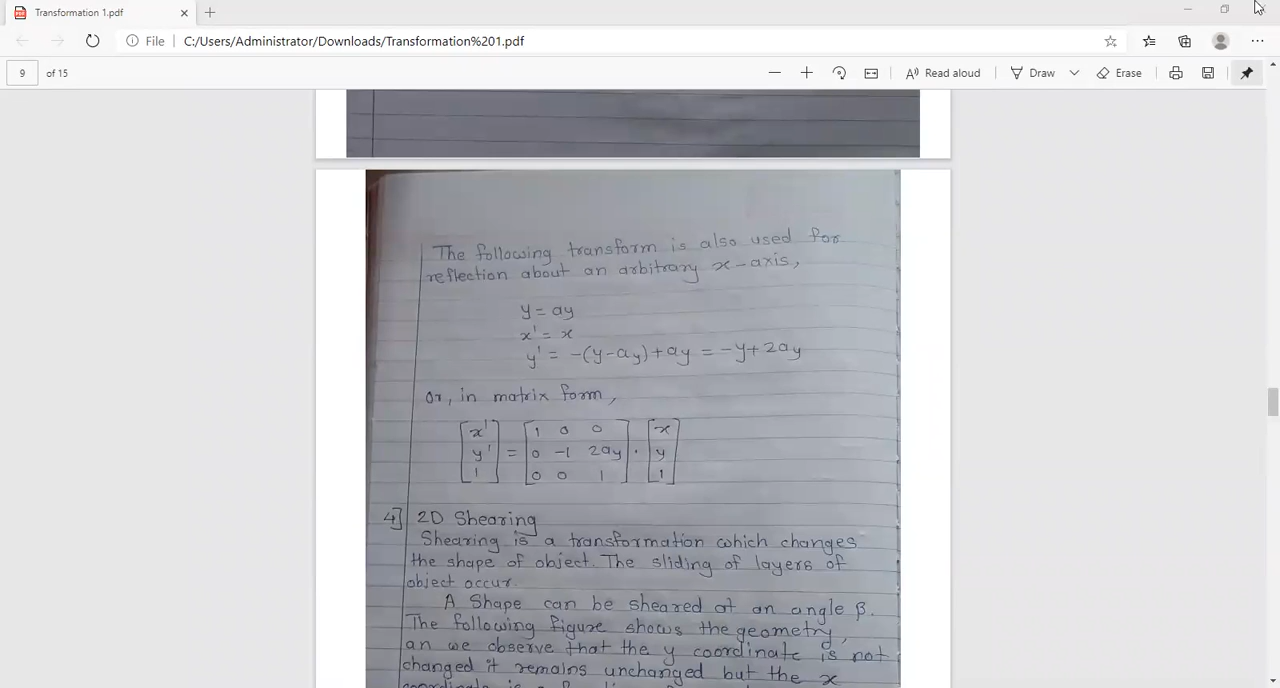 Transformation 1.pdf
File | C:/Users/Administrator/Downloads/Transformation%201.pdf
9 of 15
Read aloud
Draw
Erase
The following transform is also used for
reflection about an arbitrary x-axis,
y = ay
x' = x
y' = -(y-ay)+ay = -y+2ay
Or, in matrix form,
[x'] = [1 0 0] . [x]
[y'] = [0 -1 2ay] . [y]
[1] = [0 0 1] . [1]
4] 2D Shearing
Shearing is a transformation which changes
the shape of object. The sliding of layers of
object occur.
A Shape can be sheared at an angle β.
The following figure shows the geometry,
an we observe that the y coordinate is not
changed it remains unchanged but the x